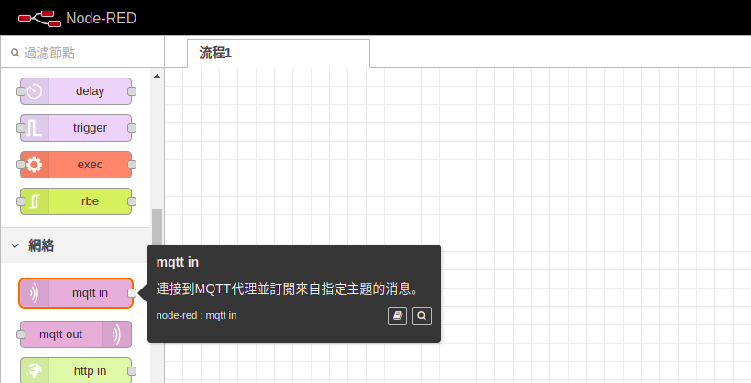 Node-RED
過濾節點
流程1
delay
trigger
exec
rbe
網絡
mqtt in
mqtt in
連接到MQTT代理並訂閱來自指定主題的消息。
node-red : mqtt in
mqtt out
http in